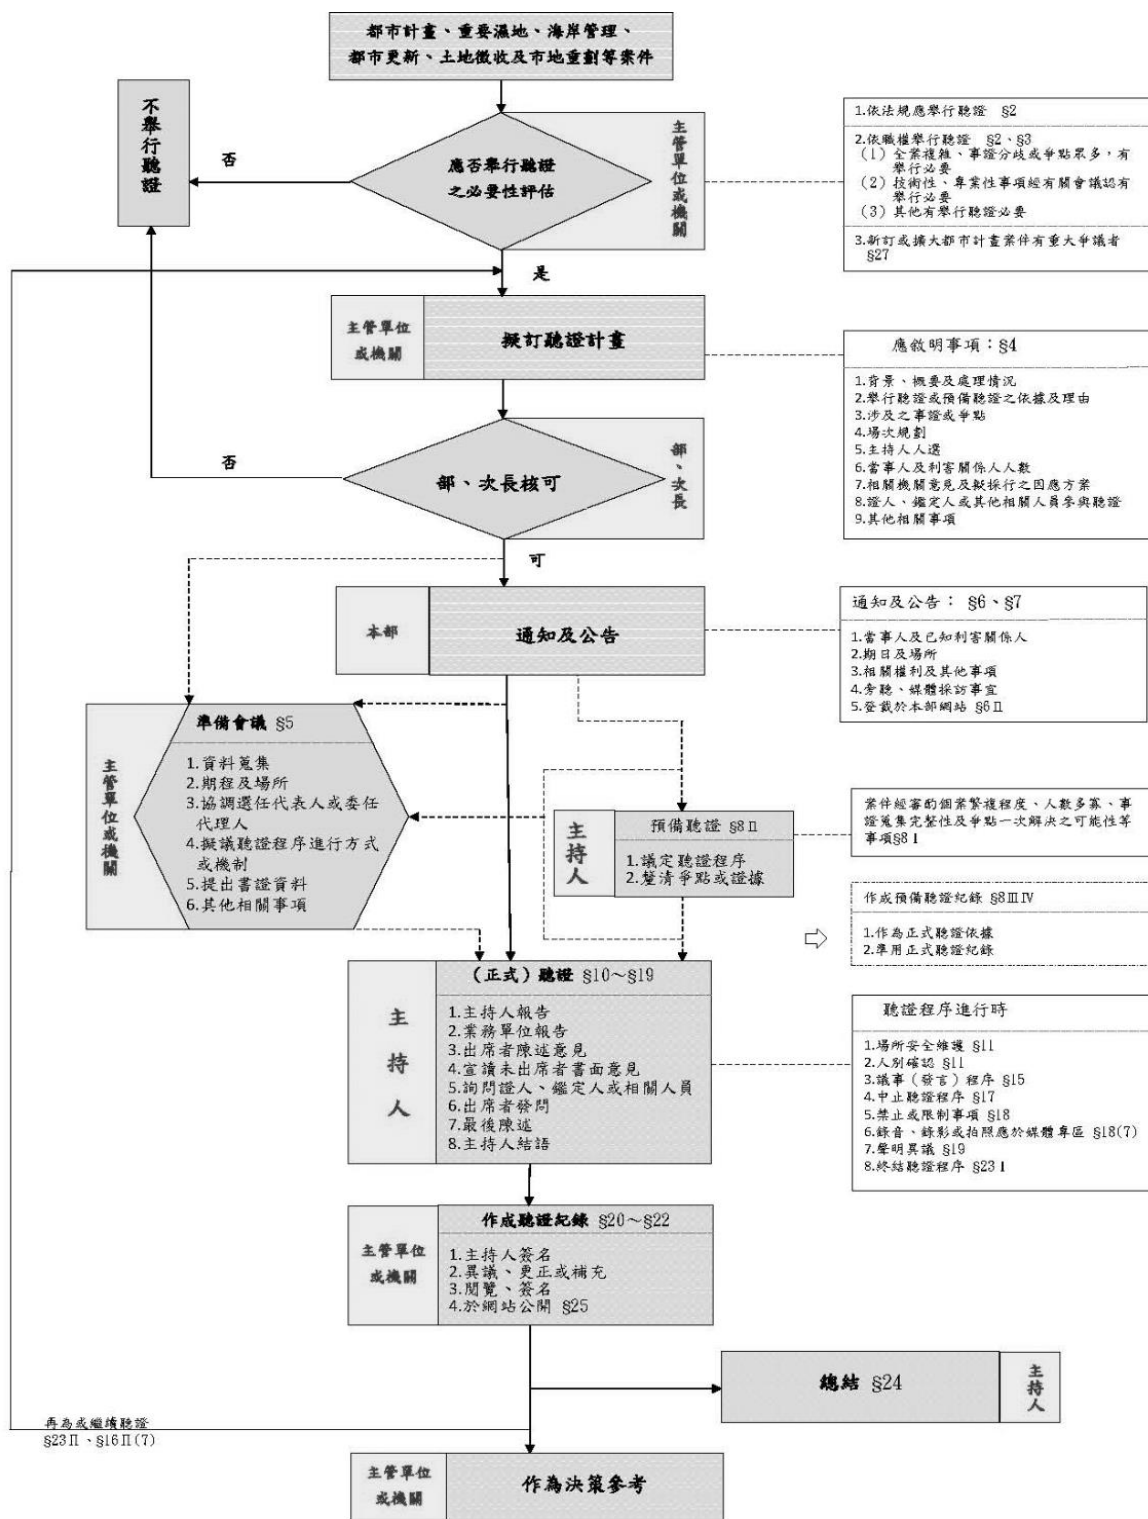 都市計畫、重要濕地、海岸管理、
都市更新、土地徵收及市地重劃等案件
不舉行聽證
否
應否舉行聽證
之必要性評估
主管單位或機關
1.依法規應舉行聽證 §2
2.依職權舉行聽證 §2、§3
(1) 全案複雜、事證分歧或爭點眾多，有
舉行必要
(2) 技術性、專業性事項經有關會議認有
舉行必要
(3) 其他有舉行聽證必要
3.新訂或擴大都市計畫案件有重大爭議者
§27
是
主管單位
或機關
擬訂聽證計畫
應敘明事項：§4
1.背景、概要及處理情況
2.舉行聽證或預備聽證之依據及理由
3.涉及之事證或爭點
4.場次規劃
5.主持人人選
6.當事人及利害關係人人數
7.相關機關意見及擬採行之因應方案
8.證人、鑑定人或其他相關人員參與聽證
9.其他相關事項
否
部、次長核可
部、次長
可
本部
通知及公告
通知及公告： §6、§7
1.當事人及已知利害關係人
2.期日及場所
3.相關權利及其他事項
4.旁聽、媒體採訪事宜
5.登載於本部網站 §6Ⅱ
主管單位或機關
準備會議 §5
1.資料蒐集
2.期程及場所
3.協調選任代表人或委任
代理人
4.擬議聽證程序進行方式
或機制
5.提出書證資料
6.其他相關事項
主持人
預備聽證 §8Ⅱ
1.議定聽證程序
2.釐清爭點或證據
案件經審酌個案繁複程度、人數多寡、事
證蒐集完整性及爭點一次解決之可能性等
事項§8Ⅰ
作成預備聽證紀錄 §8ⅢⅣ
1.作為正式聽證依據
2.準用正式聽證紀錄
主持人
(正式) 聽證 §10～§19
1.主持人報告
2.業務單位報告
3.出席者陳述意見
4.宣讀未出席者書面意見
5.詢問證人、鑑定人或相關人員
6.出席者發問
7.最後陳述
8.主持人結語
聽證程序進行時
1.場所安全維護 §11
2.人別確認 §11
3.議事 (發言) 程序 §15
4.中止聽證程序 §17
5.禁止或限制事項 §18
6.錄音、錄影或拍照應於媒體專區 §18(7)
7.聲明異議 §19
8.終結聽證程序 §23Ⅰ
主管單位
或機關
作成聽證紀錄 §20～§22
1.主持人簽名
2.異議、更正或補充
3.閱覽、簽名
4.於網站公開 §25
總結 §24
主持人
再為或繼續聽證
§23Ⅱ、§16Ⅱ(7)
主管單位
或機關
作為決策參考